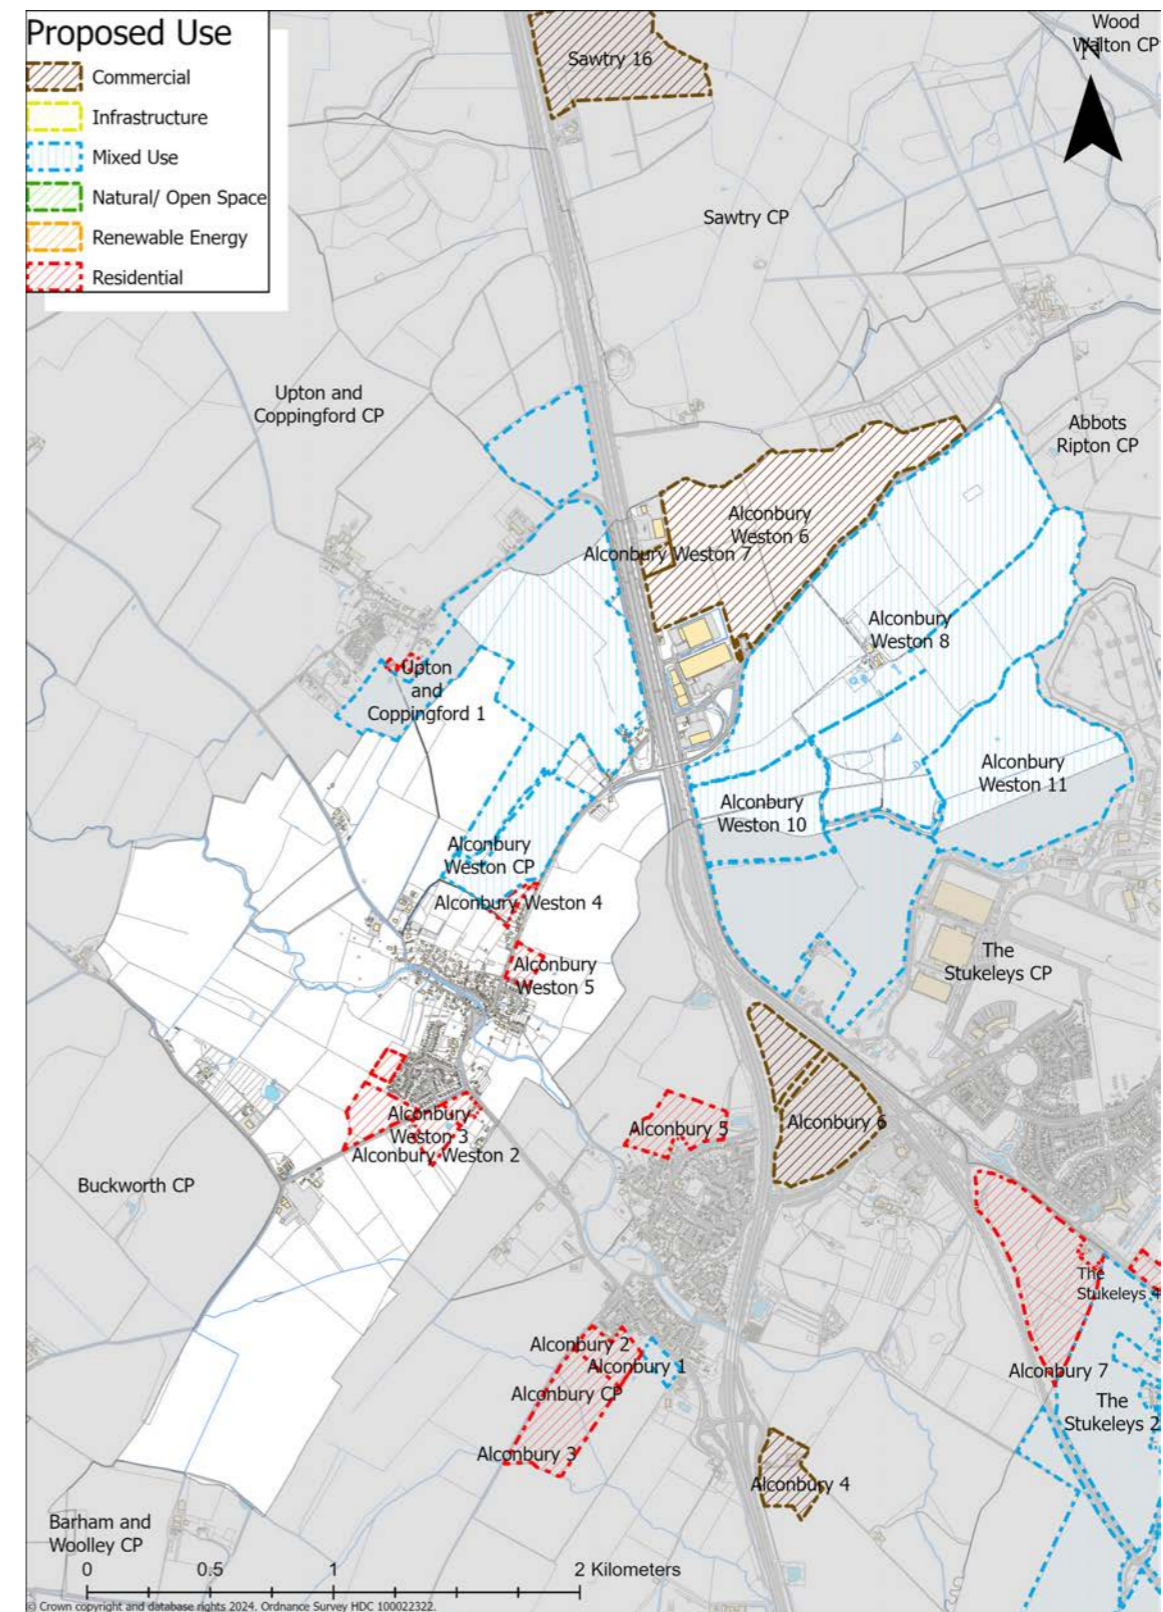 Proposed Use
Commercial
Infrastructure
Mixed Use
Natural/ Open Space
Renewable Energy
Residential
Wood
Walton CP
N
Sawtry 16
Sawtry CP
Upton and
Coppingford CP
Abbots
Ripton CP
Alconbury
Weston 6
Alconbury Weston 7
Alconbury
Weston 8
Upton
and
Coppingford 1
Alconbury
Weston 11
Alconbury
Weston 10
Alconbury
Weston CP
Alconbury Weston 4
Alconbury
Weston 5
The
Stukeleys CP
Alconbury
Weston 3
Alconbury Weston 2
Alconbury 5
Alconbury 6
Buckworth CP
The
Stukeleys 4
Alconbury 2
Alconbury 1
Alconbury CP
Alconbury 7
The
Stukeleys 2
Alconbury 3
Alconbury 4
Barham and
Woolley CP
0 0.5 1 2 Kilometers
© Crown copyright and database rights 2024. Ordnance Survey HDC 100022322.